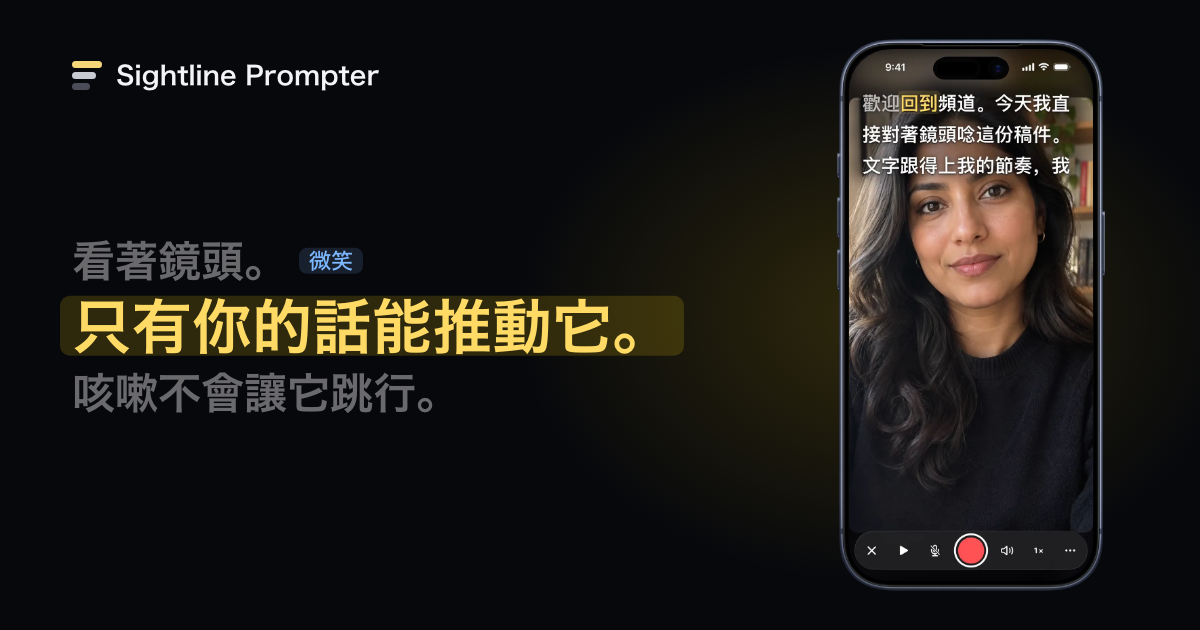 Sightline Prompter
看著鏡頭。 微笑
只有你的話能推動它。
咳嗽不會讓它跳行。
9:41
歡迎回到頻道。今天我直
接對著鏡頭唸這份稿件。
文字跟得上我的節奏，我
1×